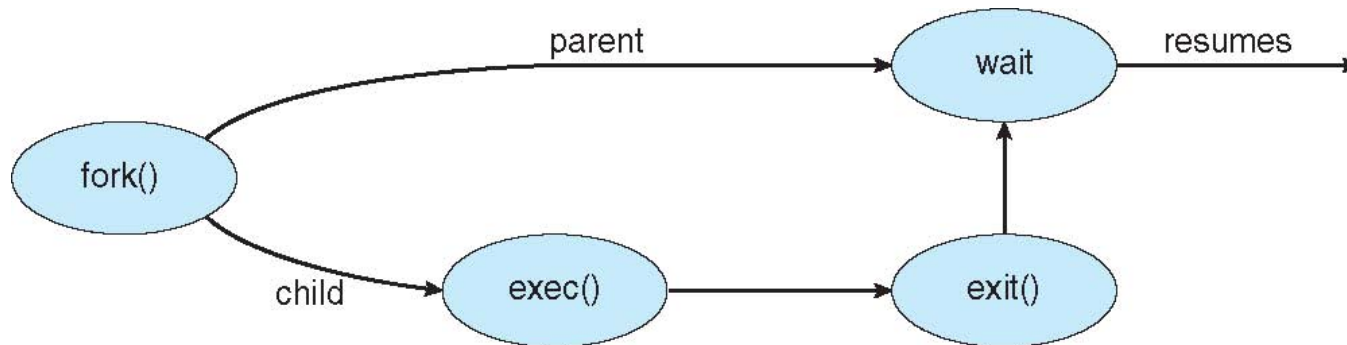 parent
wait
resumes
fork()
child
exec()
exit()